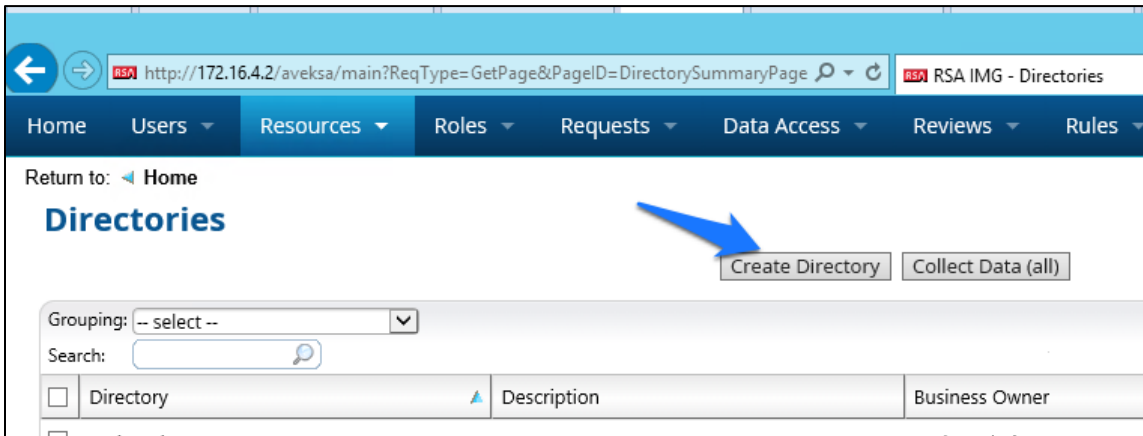 RSA http://172.16.4.2/aveksa/main?ReqType=GetPage&PageID=DirectorySummaryPage RSA RSA IMG - Directories
Home Users Resources Roles Requests Data Access Reviews Rules
Return to: Home
Directories
Create Directory Collect Data (all)
Grouping: -- select --
Search:
Directory Description Business Owner